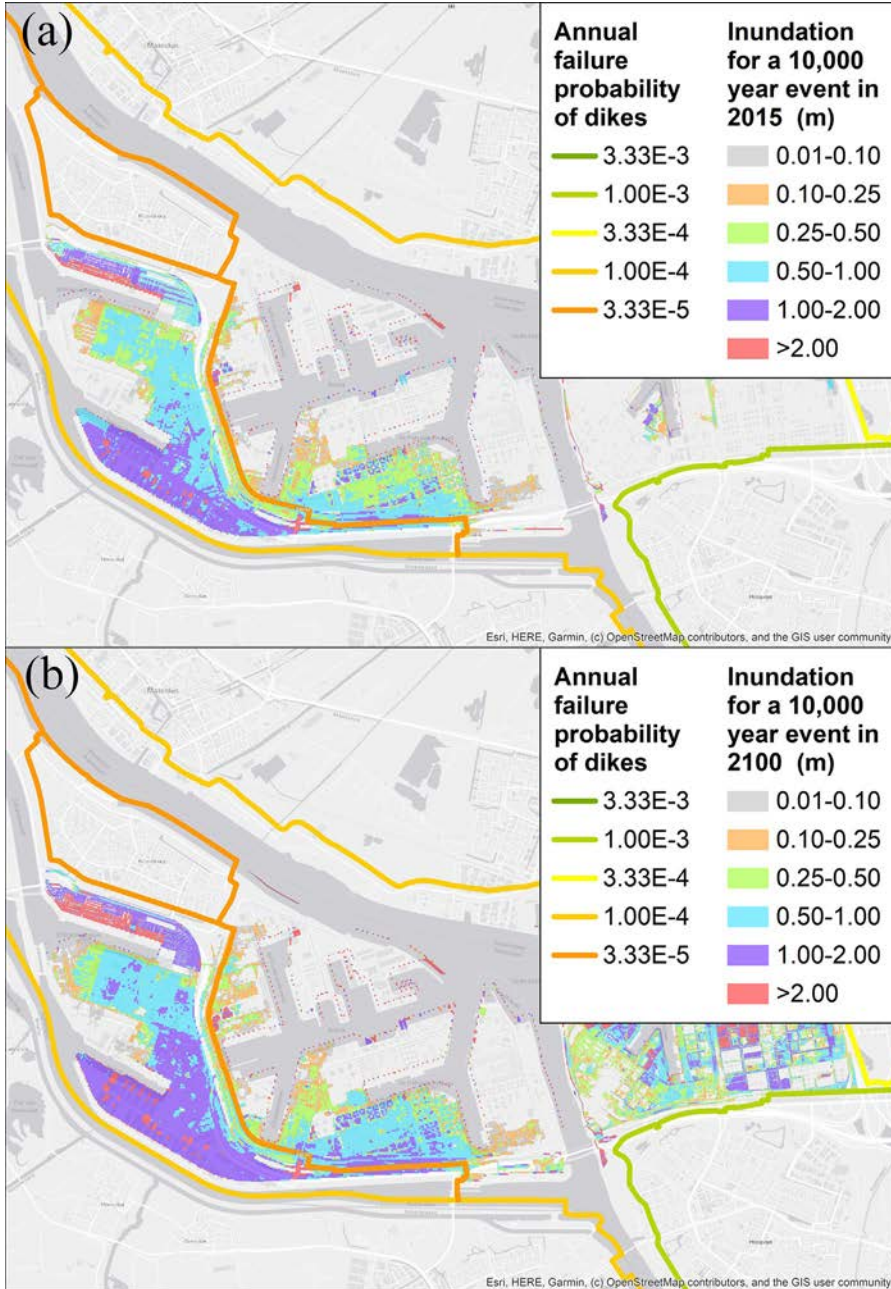 (a)
Annual
failure
probability
of dikes
3.33E-3
1.00E-3
3.33E-4
1.00E-4
3.33E-5
Inundation
for a 10,000
year event in
2015 (m)
0.01-0.10
0.10-0.25
0.25-0.50
0.50-1.00
1.00-2.00
>2.00
Esri, HERE, Garmin, (c) OpenStreetMap contributors, and the GIS user community
(b)
Annual
failure
probability
of dikes
3.33E-3
1.00E-3
3.33E-4
1.00E-4
3.33E-5
Inundation
for a 10,000
year event in
2100 (m)
0.01-0.10
0.10-0.25
0.25-0.50
0.50-1.00
1.00-2.00
>2.00
Esri, HERE, Garmin, (c) OpenStreetMap contributors, and the GIS user community